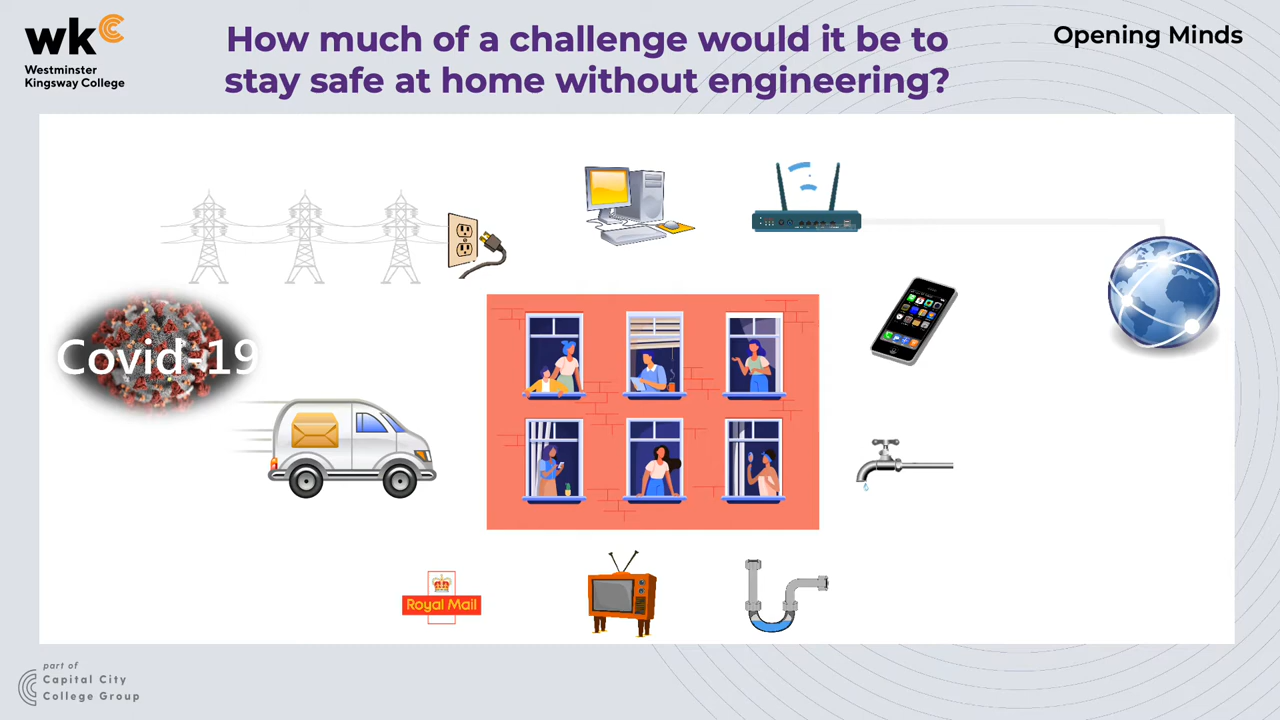 wkc
Westminster
Kingsway College
How much of a challenge would it be to
stay safe at home without engineering?
Opening Minds
Covid-19
Royal Mail
part of
Capital City
College Group